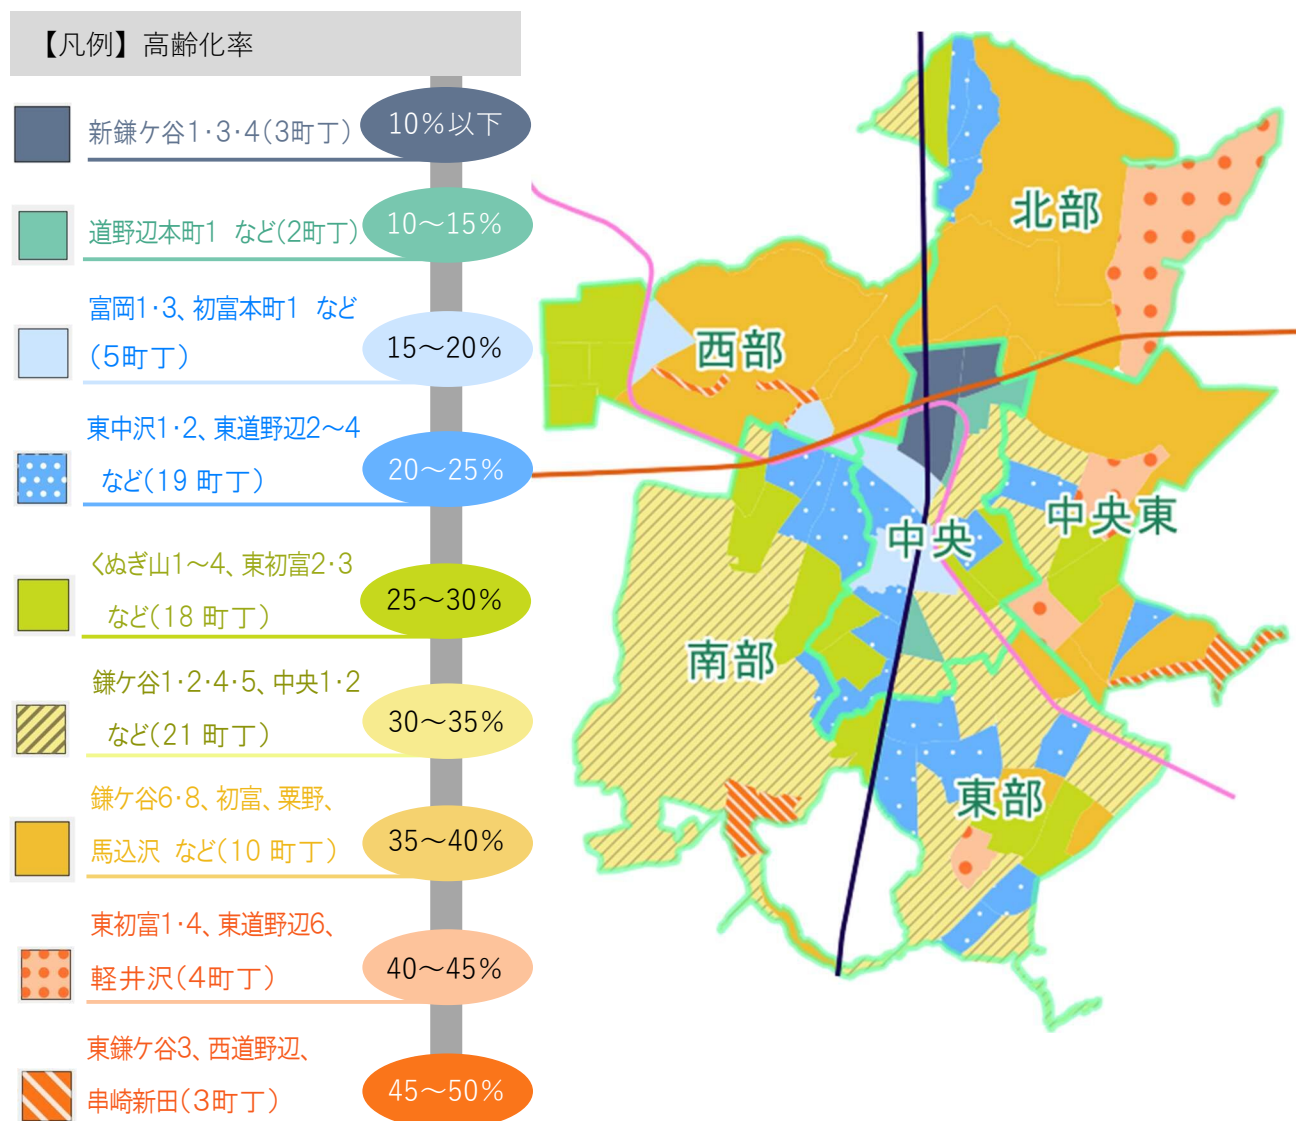 【凡例】高齢化率
新鎌ケ谷1・3・4(3町丁)
10％以下
道野辺本町1 など(2町丁)
10～15％
富岡1・3、初富本町1 など
(5町丁)
15～20％
東中沢1・2、東道野辺2～4
など(19 町丁)
20～25％
くぬぎ山1～4、東初富2・3
など(18 町丁)
25～30％
鎌ケ谷1・2・4・5、中央1・2
など(21 町丁)
30～35％
鎌ケ谷6・8、初富、粟野、
馬込沢 など(10 町丁)
35～40％
東初富1・4、東道野辺6、
軽井沢(4町丁)
40～45％
東鎌ケ谷3、西道野辺、
串崎新田(3町丁)
45～50％
北部
西部
中央東
中央
南部
東部